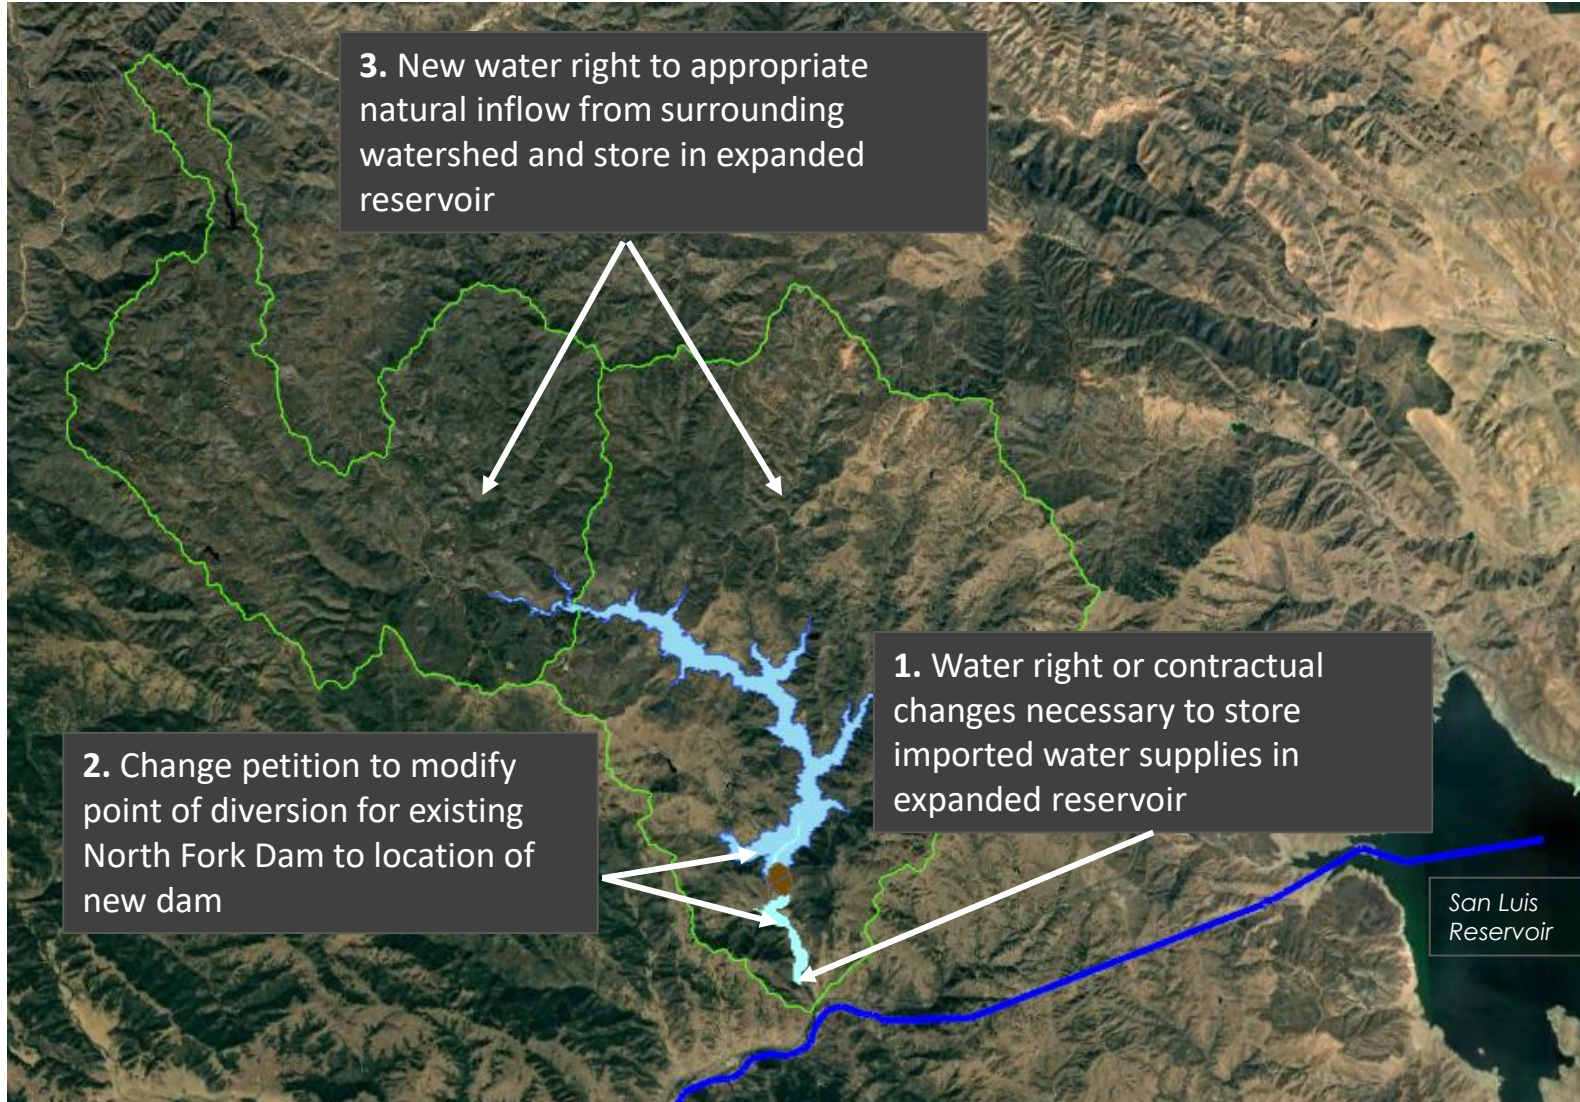 3. New water right to appropriate
natural inflow from surrounding
watershed and store in expanded
reservoir
1. Water right or contractual
changes necessary to store
imported water supplies in
expanded reservoir
2. Change petition to modify
point of diversion for existing
North Fork Dam to location of
new dam
San Luis
Reservoir